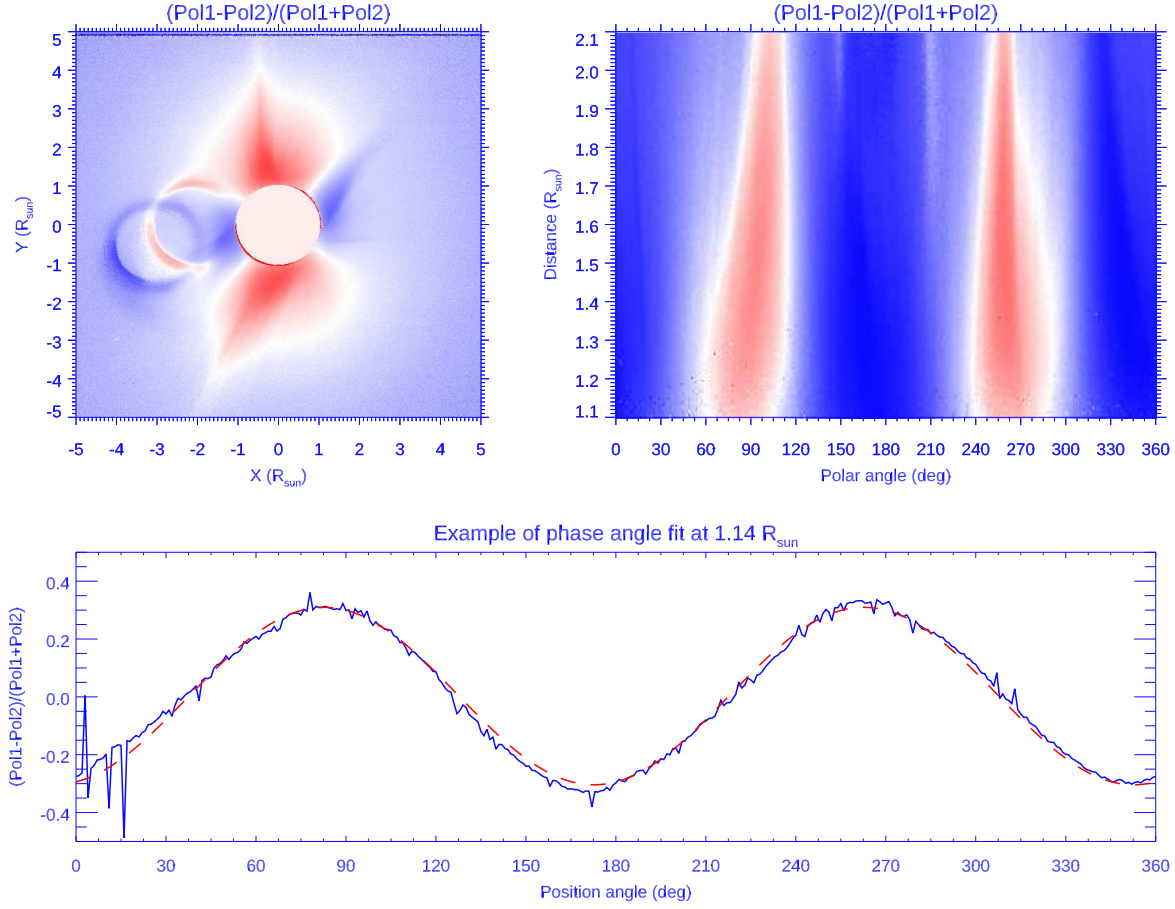 (Pol1-Pol2)/(Pol1+Pol2)
5
4
3
2
1
0
-1
-2
-3
-4
-5
Y (Rsun)
-5 -4 -3 -2 -1 0 1 2 3 4 5
X (Rsun)
(Pol1-Pol2)/(Pol1+Pol2)
2.1
2.0
1.9
1.8
1.7
1.6
1.5
1.4
1.3
1.2
1.1
Distance (Rsun)
0 30 60 90 120 150 180 210 240 270 300 330 360
Polar angle (deg)
Example of phase angle fit at 1.14 Rsun
0.4
0.2
0.0
-0.2
-0.4
(Pol1-Pol2)/(Pol1+Pol2)
0 30 60 90 120 150 180 210 240 270 300 330 360
Position angle (deg)